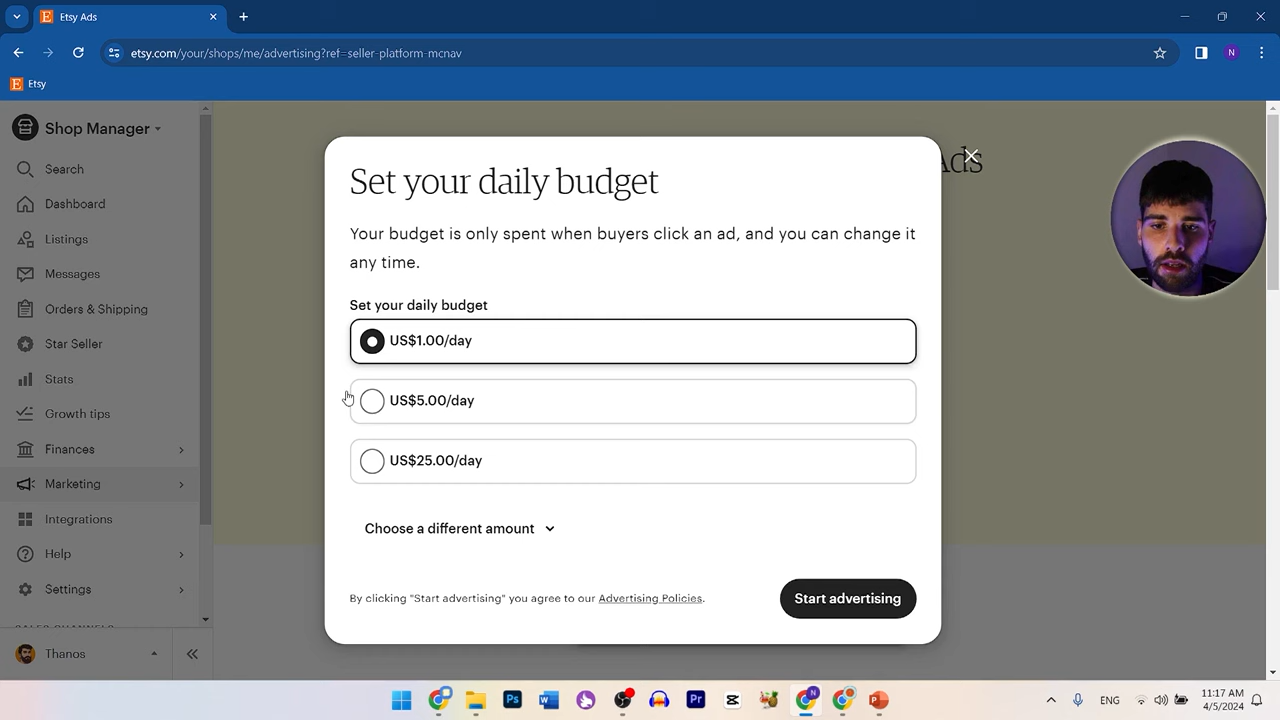 Etsy Ads
etsy.com/your/shops/me/advertising?ref=seller-platform-mcnav
Etsy
Shop Manager
Search
Dashboard
Listings
Messages
Orders & Shipping
Star Seller
Stats
Growth tips
Finances
Marketing
Integrations
Help
Settings
Thanos
Ads
Set your daily budget
Your budget is only spent when buyers click an ad, and you can change it
any time.
Set your daily budget
US$1.00/day
US$5.00/day
US$25.00/day
Choose a different amount
By clicking "Start advertising" you agree to our Advertising Policies.
Start advertising
ENG
11:17 AM
4/5/2024